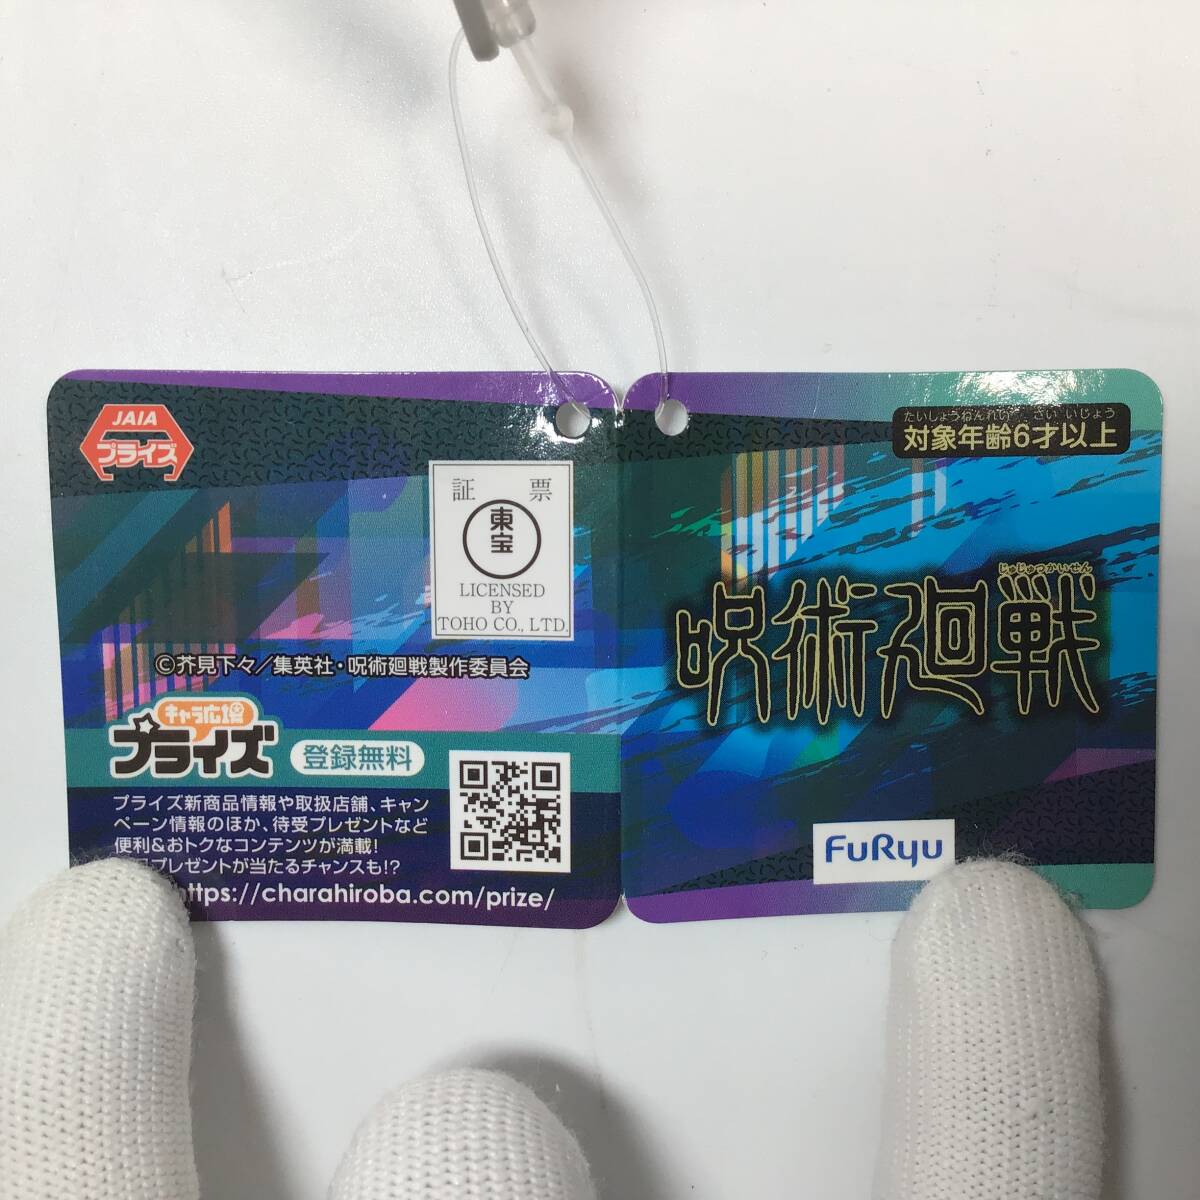 JAIA
プライズ
証 票
東宝
LICENSED
BY
TOHO CO., LTD.
©芥見下々／集英社・呪術廻戦製作委員会
キャラ広場
プライズ
登録無料
プライズ新商品情報や取扱店舗、キャン
ペーン情報のほか、待受プレゼントなど
便利&おトクなコンテンツが満載!
プレゼントが当たるチャンスも!?
https://charahiroba.com/prize/
たいしょうねんれい さい いじょう
対象年齢6才以上
じゅじゅつかいせん
呪術廻戦
FuRyu